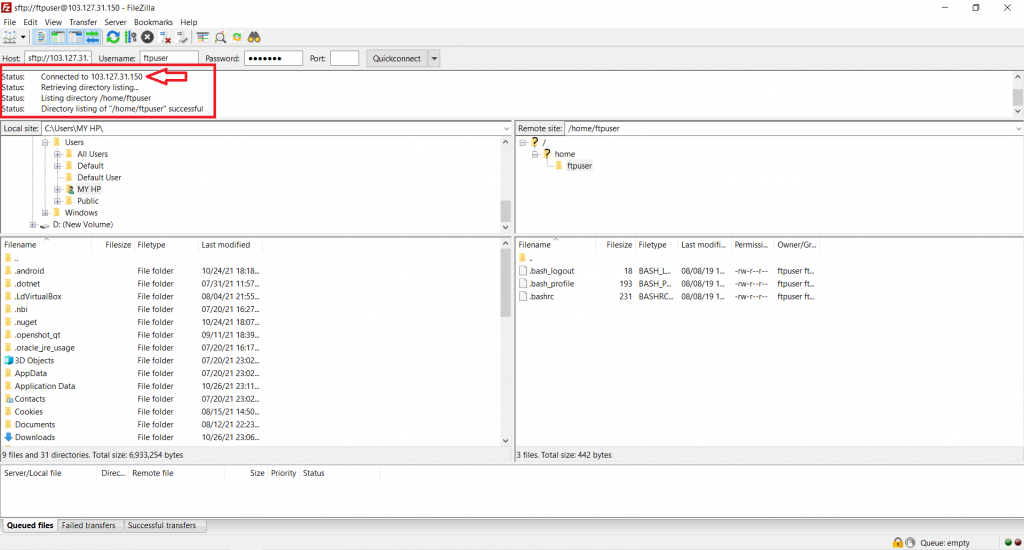 sftp://ftpuser@103.127.31.150 - FileZilla
File Edit View Transfer Server Bookmarks Help
Host: sftp://103.127.31.1 Username: ftpuser Password: ●●●●●●● Port: Quickconnect
Status: Connected to 103.127.31.150
Status: Retrieving directory listing...
Status: Listing directory /home/ftpuser
Status: Directory listing of "/home/ftpuser" successful
Local site: C:\Users\MY HP\
Users
All Users
Default
Default User
MY HP
Public
Windows
D: (New Volume)
Remote site: /home/ftpuser
/
home
ftpuser
Filename Filesize Filetype Last modified
..
.android File folder 10/24/21 18:18...
.dotnet File folder 07/31/21 11:57...
.LdVirtualBox File folder 08/04/21 21:55...
.nbi File folder 07/20/21 16:27...
.nuget File folder 10/24/21 18:07...
.openshot_qt File folder 09/11/21 18:39...
.oracle_jre_usage File folder 07/20/21 16:17...
3D Objects File folder 07/20/21 23:02...
AppData File folder 07/20/21 23:02...
Application Data File folder 10/26/21 23:11...
Contacts File folder 07/20/21 23:02...
Cookies File folder 08/15/21 14:50...
Documents File folder 08/12/21 22:23...
Downloads File folder 10/26/21 23:06...
9 files and 31 directories. Total size: 6,933,254 bytes
Filename Filesize Filetype Last modifi... Permissi... Owner/Gr...
..
.bash_logout 18 BASH_L... 08/08/19 1... -rw-r--r-- ftpuser ft...
.bash_profile 193 BASH_P... 08/08/19 1... -rw-r--r-- ftpuser ft...
.bashrc 231 BASHRC... 08/08/19 1... -rw-r--r-- ftpuser ft...
3 files. Total size: 442 bytes
Server/Local file Direc... Remote file Size Priority Status
Queued files Failed transfers Successful transfers
Queue: empty